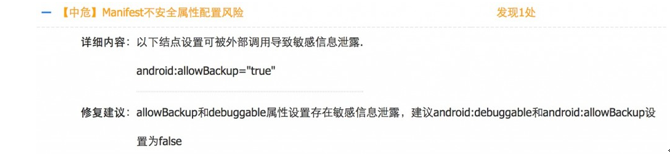 【中危】Manifest不安全属性配置风险 发现1处
详细内容： 以下结点设置可被外部调用导致敏感信息泄露.
android:allowBackup="true"
修复建议： allowBackup和debuggable属性设置存在敏感信息泄露，建议android:debuggable和android:allowBackup设
置为false